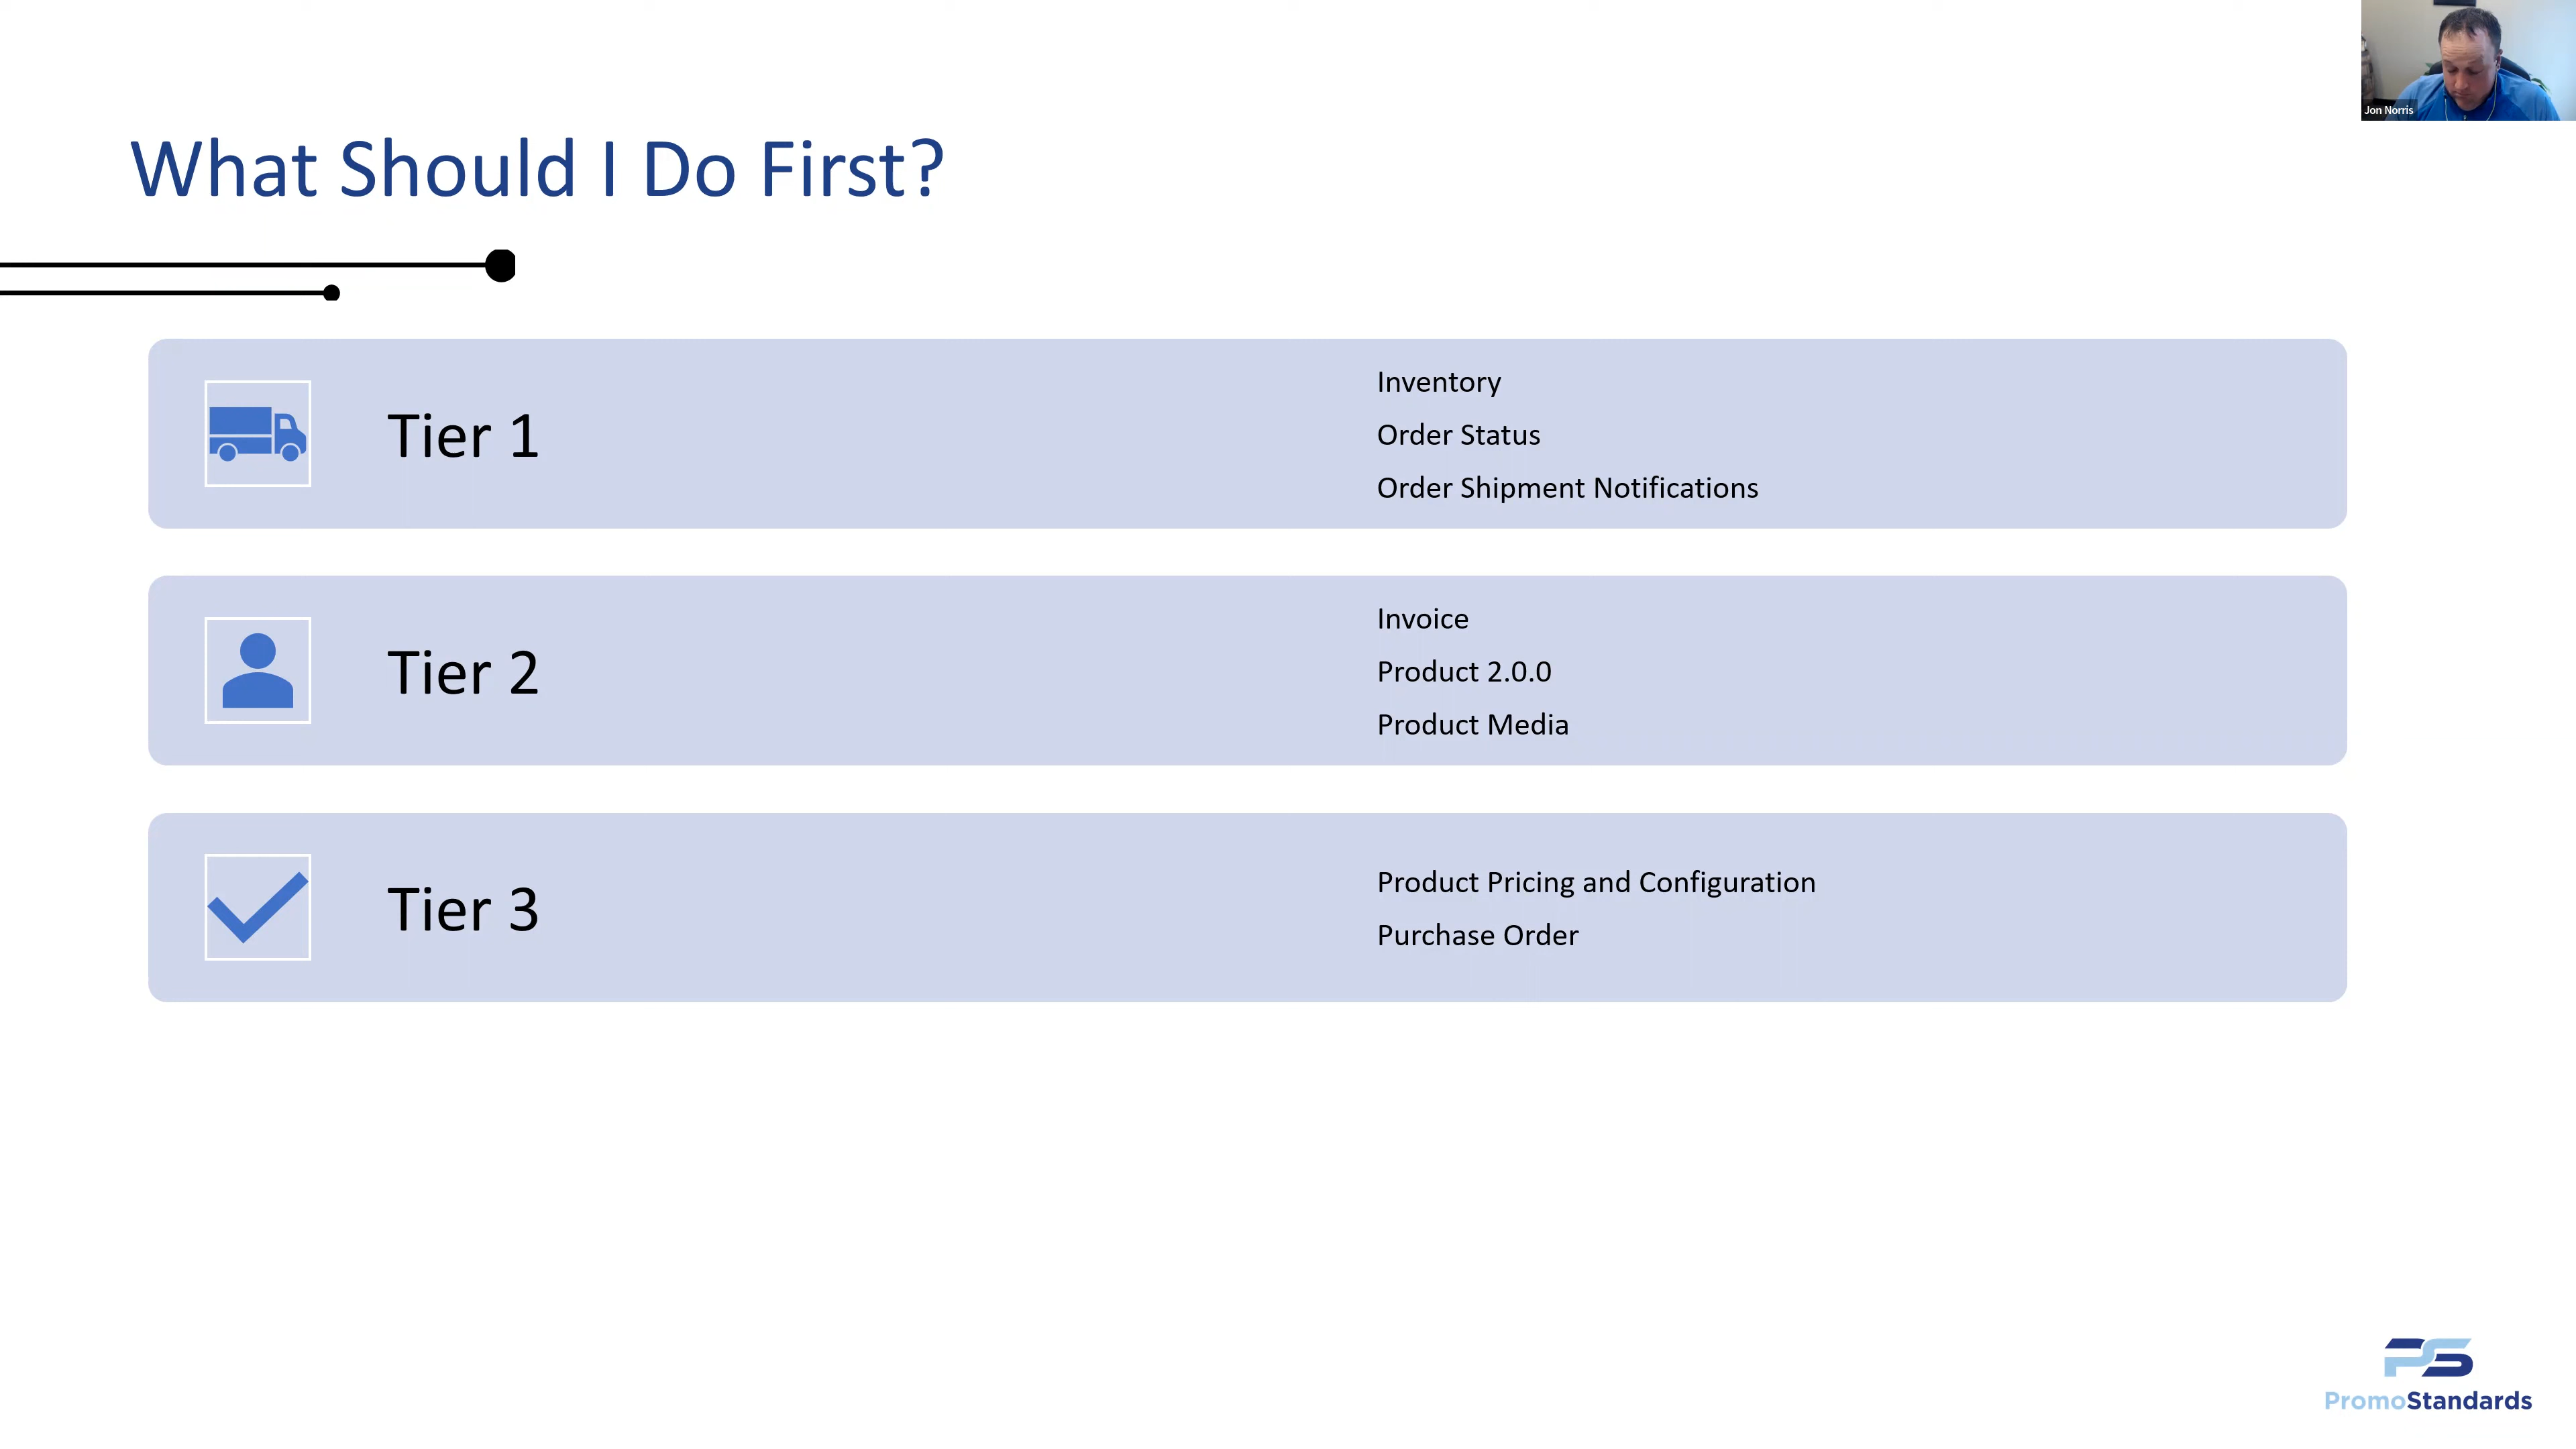 Jon Norris
What Should I Do First?
Tier 1
Inventory
Order Status
Order Shipment Notifications
Tier 2
Invoice
Product 2.0.0
Product Media
Tier 3
Product Pricing and Configuration
Purchase Order
PS
PromoStandards